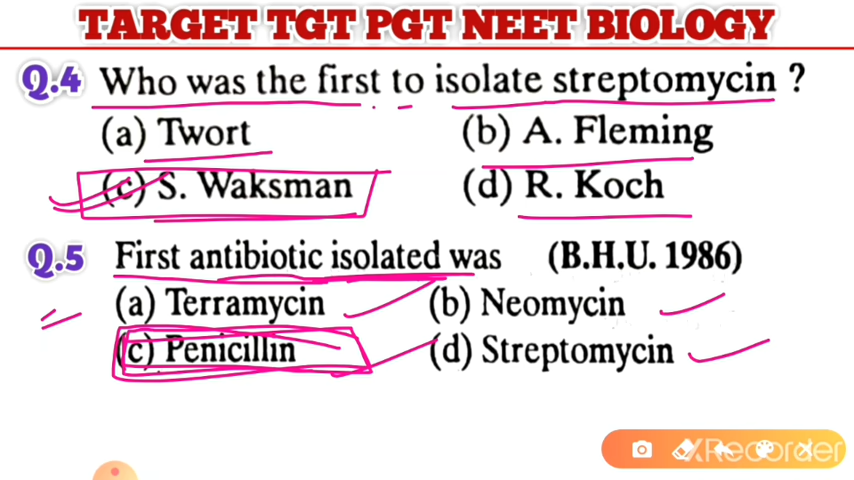 TARGET TGT PGT NEET BIOLOGY
Q.4 Who was the first to isolate streptomycin ?
(a) Twort (b) A. Fleming
(c) S. Waksman (d) R. Koch
Q.5 First antibiotic isolated was (B.H.U. 1986)
(a) Terramycin (b) Neomycin
(c) Penicillin (d) Streptomycin
XRecorder